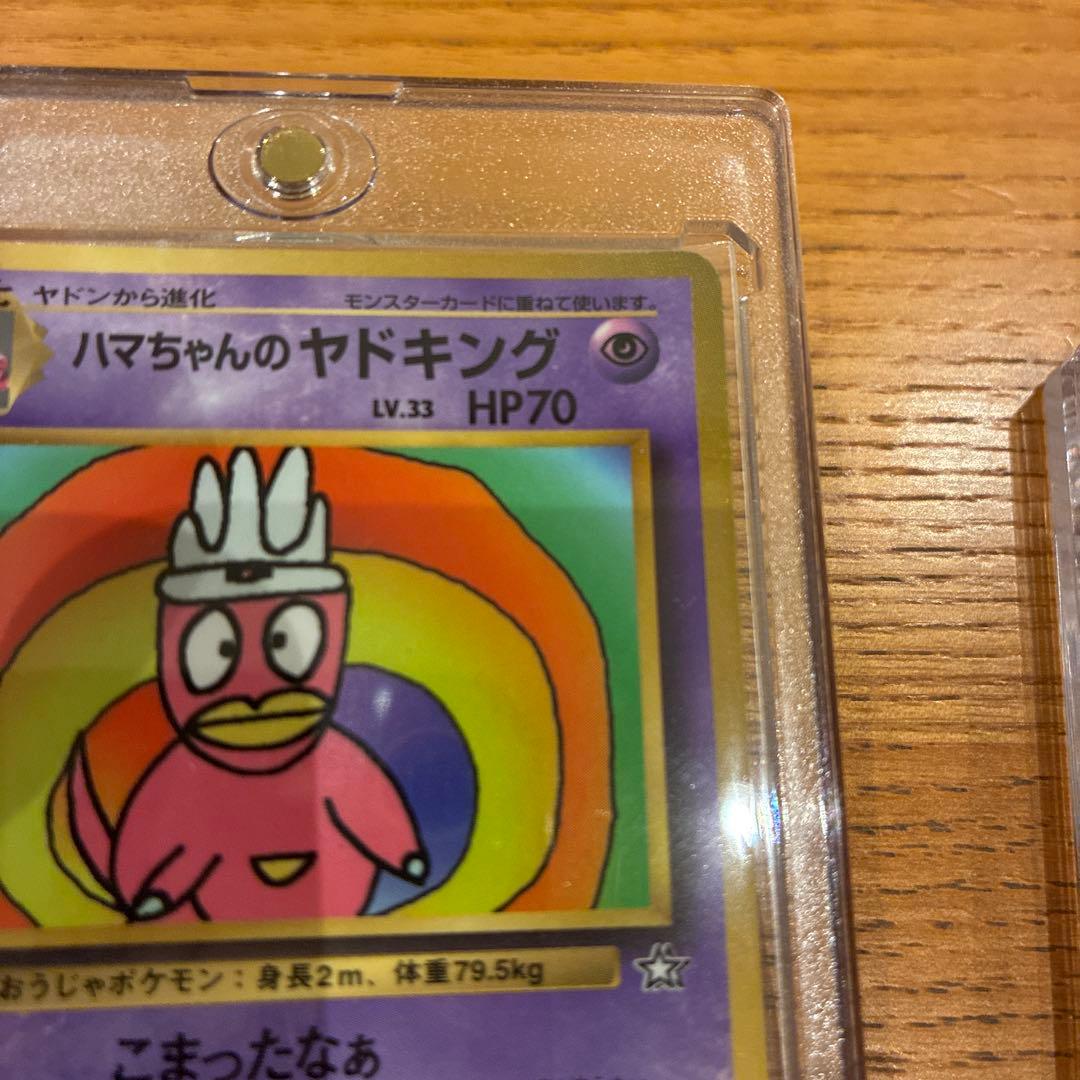 ヤドンから進化
モンスターカードに重ねて使います。
ハマちゃんのヤドキング
LV.33 HP70
おうじゃポケモン：身長2m、体重79.5kg
こまったなぁ